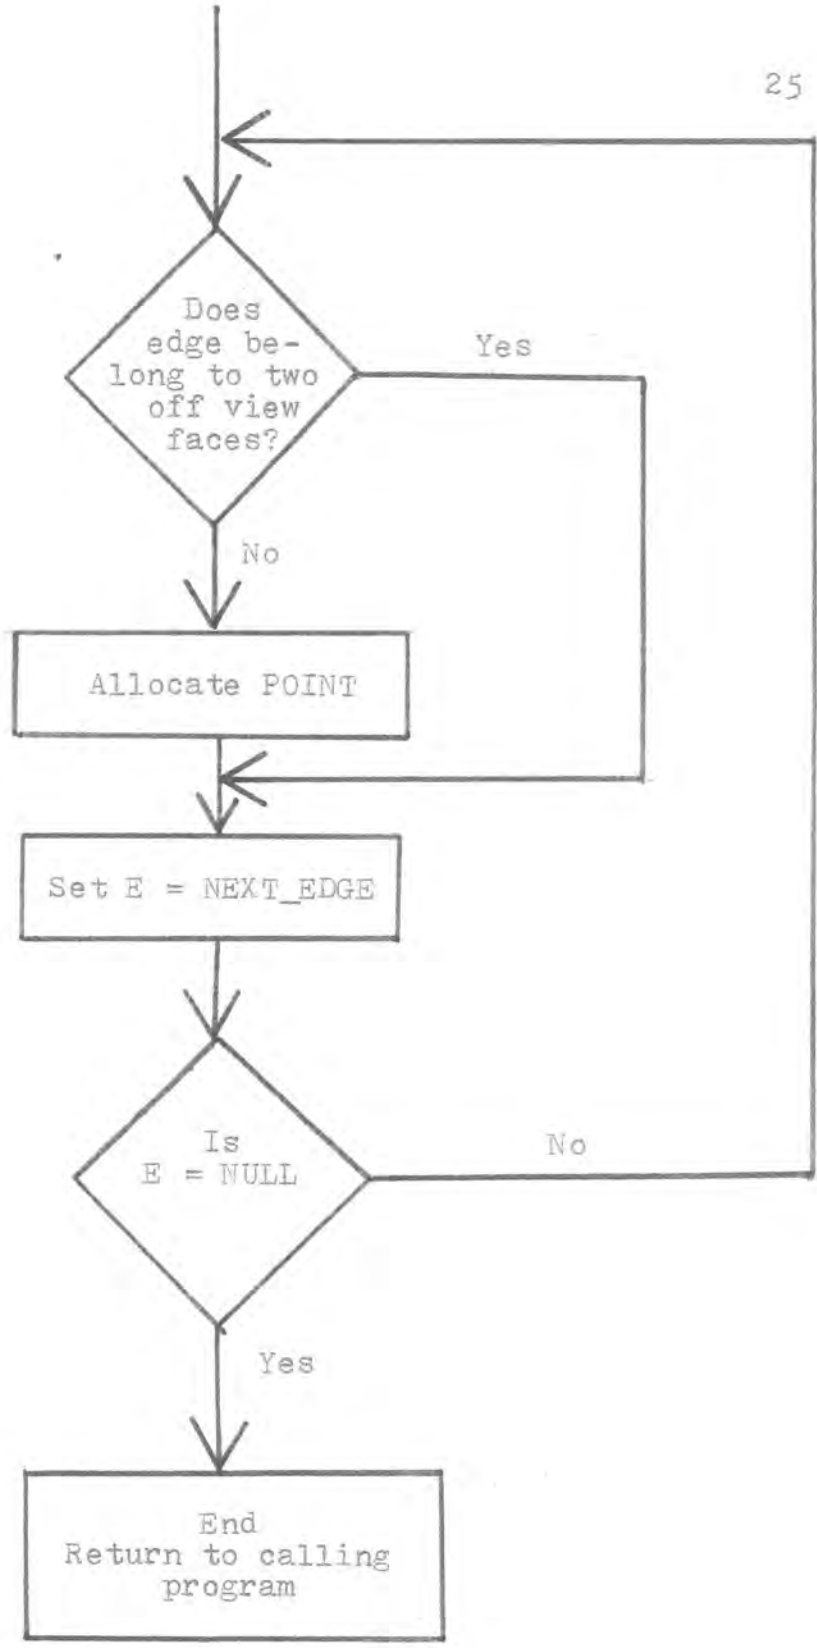 25
Does
edge be-
long to two
off view
faces?
Yes
No
Allocate POINT
Set E = NEXT_EDGE
Is
E = NULL
No
Yes
End
Return to calling
program